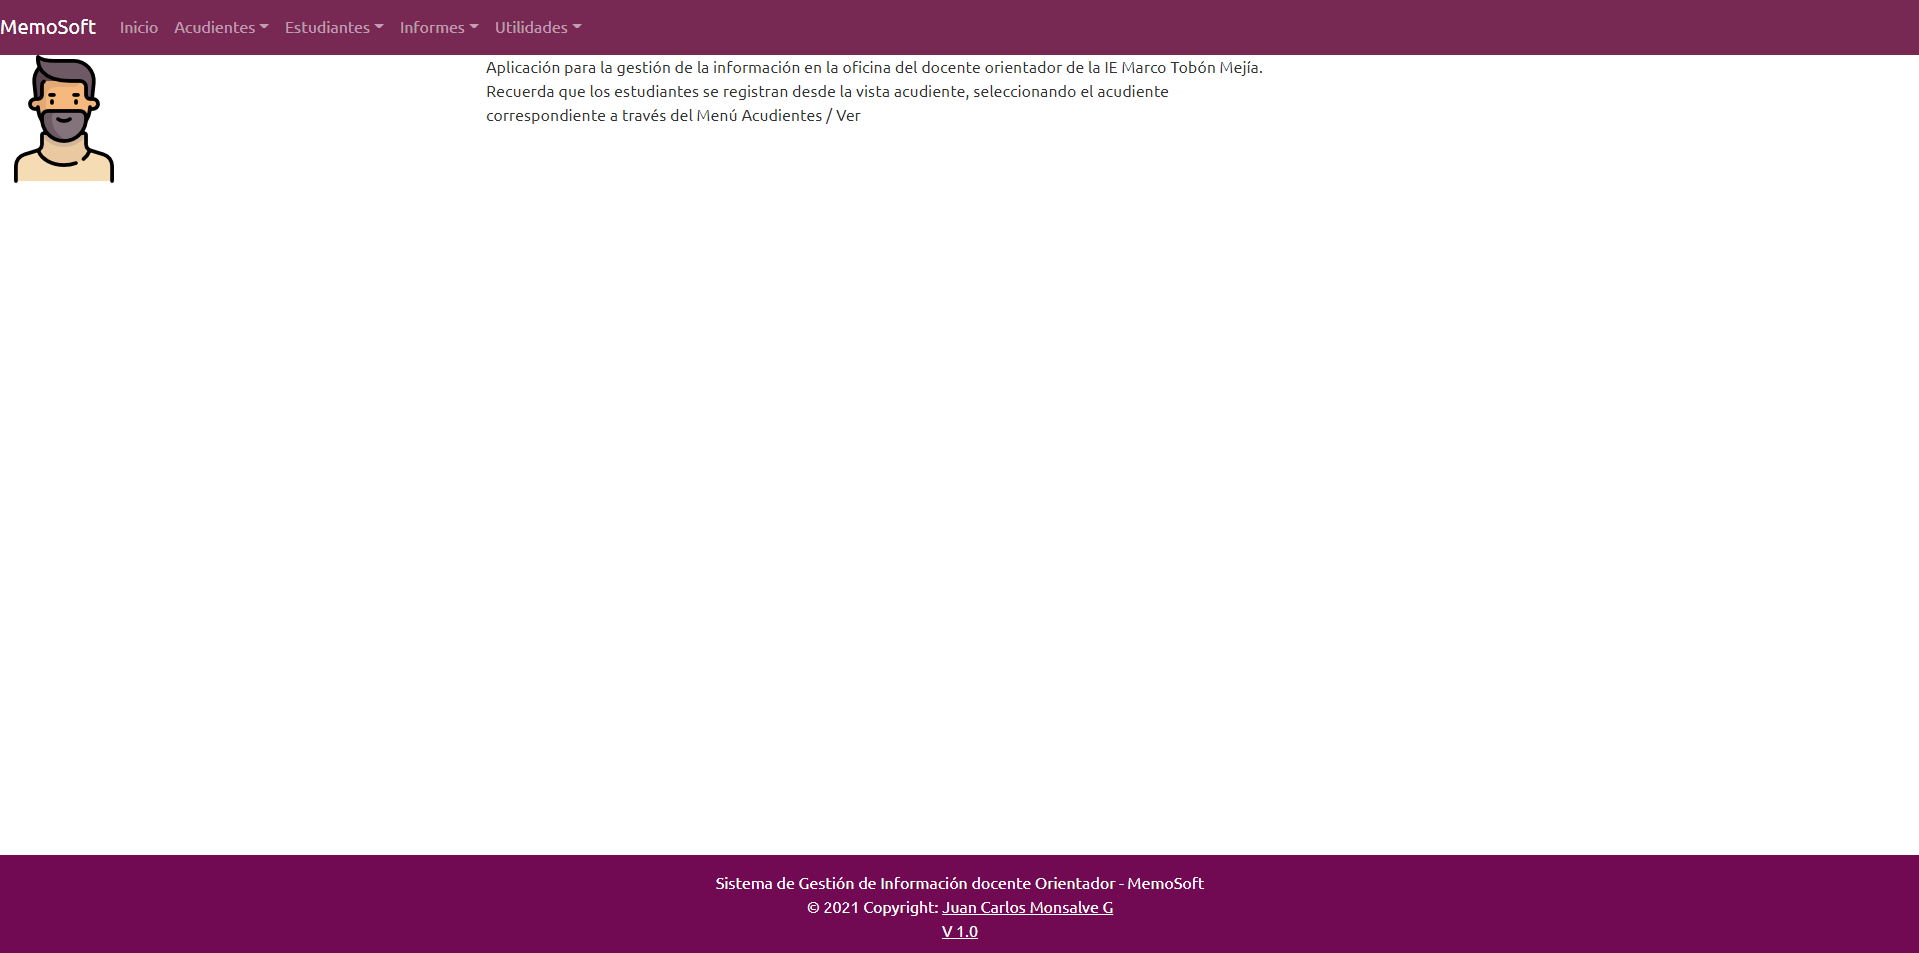 MemoSoft Inicio Acudientes Estudiantes Informes Utilidades
Aplicación para la gestión de la información en la oficina del docente orientador de la IE Marco Tobón Mejía.
Recuerda que los estudiantes se registran desde la vista acudiente, seleccionando el acudiente
correspondiente a través del Menú Acudientes / Ver
Sistema de Gestión de Información docente Orientador - MemoSoft
© 2021 Copyright: Juan Carlos Monsalve G
V 1.0